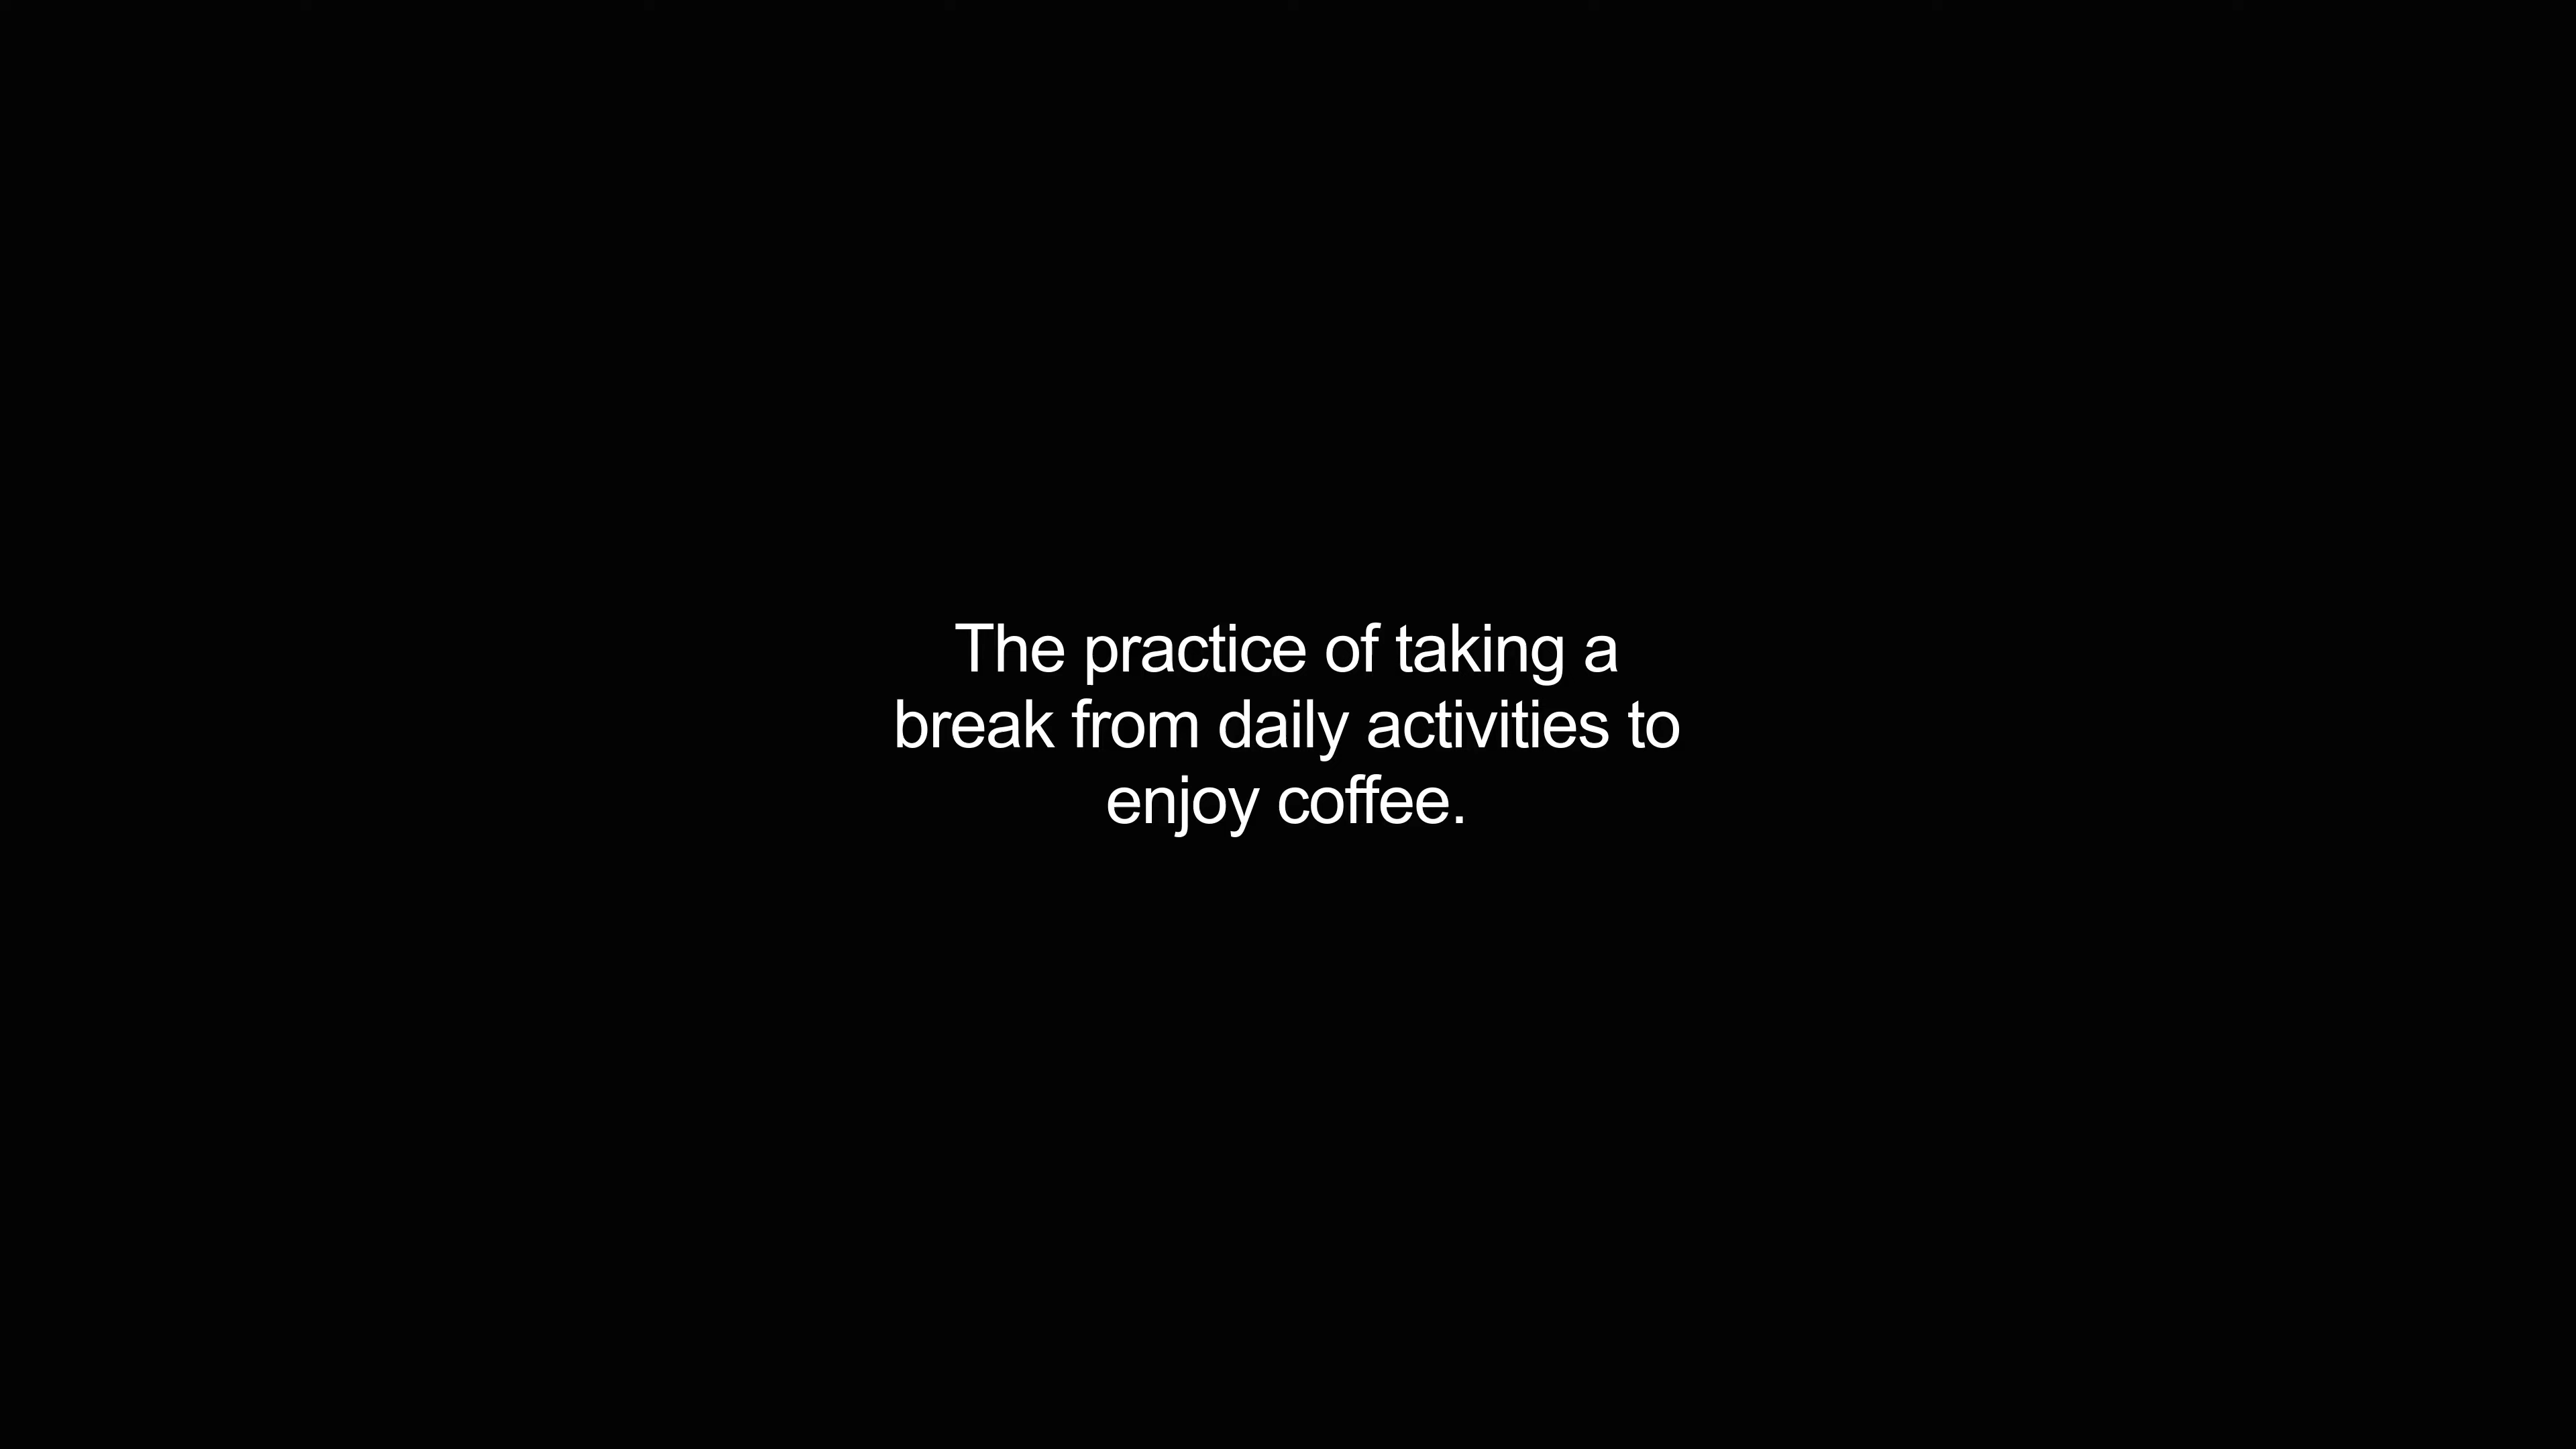 The practice of taking a
break from daily activities to
enjoy coffee.